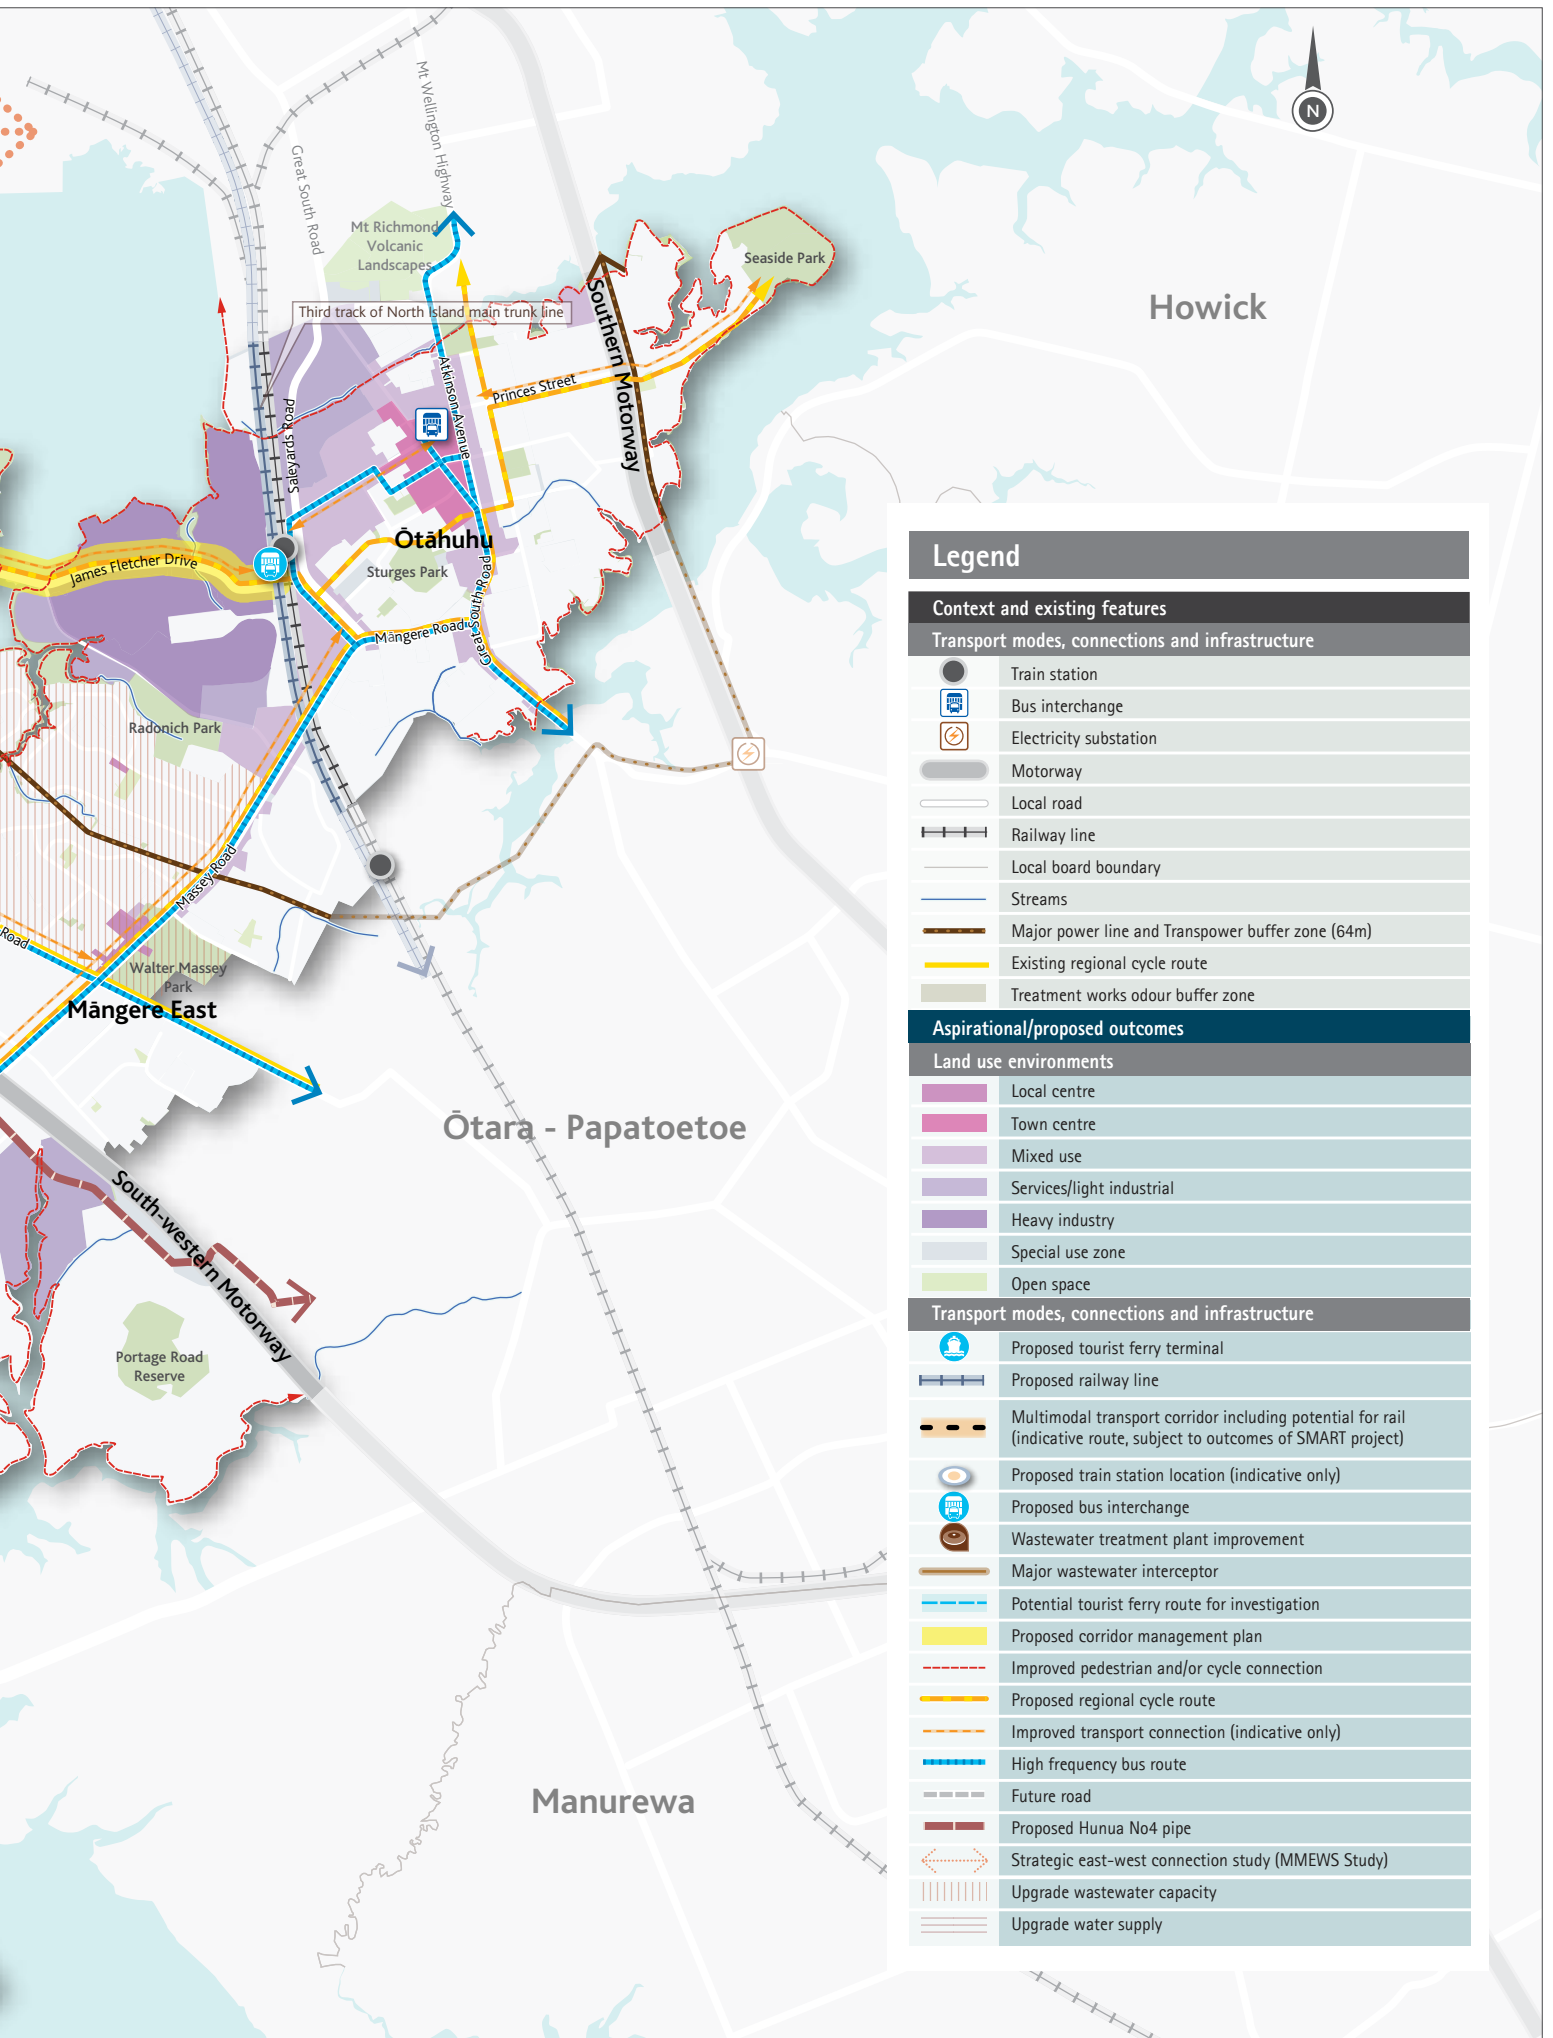 N
Mt Wellington Highway
Great South Road
Mt Richmond
Volcanic
Landscapes
Seaside Park
Howick
Third track of North Island main trunk line
Southern Motorway
Atkinson Avenue
Princes Street
Saleyards Road
Ōtāhuhu
Sturges Park
James Fletcher Drive
Great South Road
Māngere Road
Radonich Park
Massey Road
Road
Walter Massey
Park
Māngere East
Ōtara - Papatoetoe
South-western Motorway
Portage Road
Reserve
Manurewa
Legend
Context and existing features
Transport modes, connections and infrastructure
Train station
Bus interchange
Electricity substation
Motorway
Local road
Railway line
Local board boundary
Streams
Major power line and Transpower buffer zone (64m)
Existing regional cycle route
Treatment works odour buffer zone
Aspirational/proposed outcomes
Land use environments
Local centre
Town centre
Mixed use
Services/light industrial
Heavy industry
Special use zone
Open space
Transport modes, connections and infrastructure
Proposed tourist ferry terminal
Proposed railway line
Multimodal transport corridor including potential for rail
(indicative route, subject to outcomes of SMART project)
Proposed train station location (indicative only)
Proposed bus interchange
Wastewater treatment plant improvement
Major wastewater interceptor
Potential tourist ferry route for investigation
Proposed corridor management plan
Improved pedestrian and/or cycle connection
Proposed regional cycle route
Improved transport connection (indicative only)
High frequency bus route
Future road
Proposed Hunua No4 pipe
Strategic east-west connection study (MMEWS Study)
Upgrade wastewater capacity
Upgrade water supply